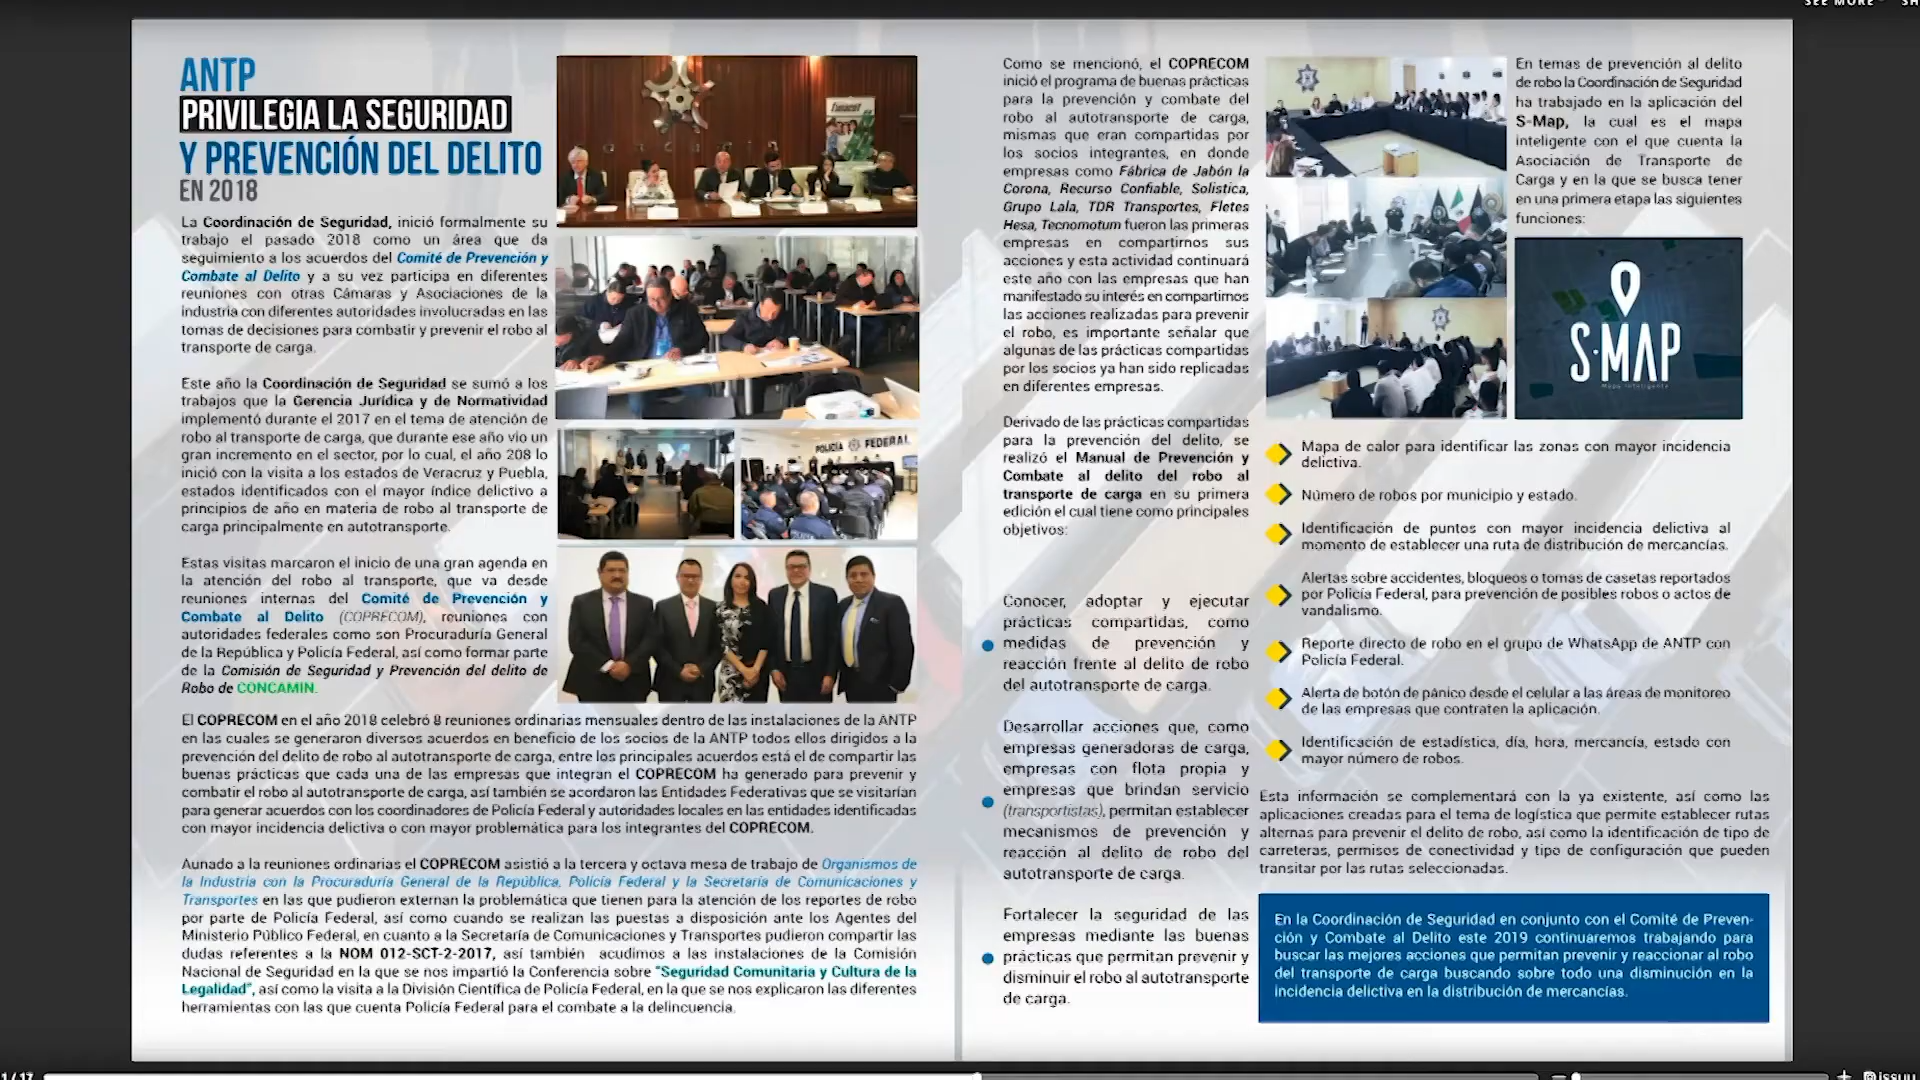 SEE MORE
ANTP
PRIVILEGIA LA SEGURIDAD
Y PREVENCIÓN DEL DELITO
EN 2018
La Coordinación de Seguridad, inició formalmente su
trabajo el pasado 2018 como un área que da
seguimiento a los acuerdos del Comité de Prevención y
Combate al Delito y a su vez participa en diferentes
reuniones con otras Cámaras y Asociaciones de la
industria con diferentes autoridades involucradas en las
tomas de decisiones para combatir y prevenir el robo al
transporte de carga.
Este año la Coordinación de Seguridad se sumó a los
trabajos que la Gerencia Jurídica y de Normatividad
implementó durante el 2017 en el tema de atención de
robo al transporte de carga, que durante ese año vio un
gran incremento en el sector, por lo cual, el año 208 lo
inició con la visita a los estados de Veracruz y Puebla,
estados identificados con el mayor índice delictivo a
principios de año en materia de robo al transporte de
carga principalmente en autotransporte.
Estas visitas marcaron el inicio de una gran agenda en
la atención del robo al transporte, que va desde
reuniones internas del Comité de Prevención y
Combate al Delito (COPRECOM), reuniones con
autoridades federales como son Procuraduría General
de la República y Policía Federal, así como formar parte
de la Comisión de Seguridad y Prevención del delito de
Robo de CONCAMIN.
El COPRECOM en el año 2018 celebró 8 reuniones ordinarias mensuales dentro de las instalaciones de la ANTP
en las cuales se generaron diversos acuerdos en beneficio de los socios de la ANTP todos ellos dirigidos a la
prevención del delito de robo al autotransporte de carga, entre los principales acuerdos está el de compartir las
buenas prácticas que cada una de las empresas que integran el COPRECOM ha generado para prevenir y
combatir el robo al autotransporte de carga, así también se acordaron las Entidades Federativas que se visitarían
para generar acuerdos con los coordinadores de Policía Federal y autoridades locales en las entidades identificadas
con mayor incidencia delictiva o con mayor problemática para los integrantes del COPRECOM.
Aunado a la reuniones ordinarias el COPRECOM asistió a la tercera y octava mesa de trabajo de Organismos de
la Industria con la Procuraduría General de la República, Policía Federal y la Secretaría de Comunicaciones y
Transportes en las que pudieron externan la problemática que tienen para la atención de los reportes de robo
por parte de Policía Federal, así como cuando se realizan las puestas a disposición ante los Agentes del
Ministerio Público Federal, en cuanto a la Secretaría de Comunicaciones y Transportes pudieron compartir las
dudas referentes a la NOM 012-SCT-2-2017, así también acudimos a las instalaciones de la Comisión
Nacional de Seguridad en la que se nos impartió la Conferencia sobre "Seguridad Comunitaria y Cultura de la
Legalidad", así como la visita a la División Científica de Policía Federal, en la que se nos explicaron las diferentes
herramientas con las que cuenta Policía Federal para el combate a la delincuencia.
fonacot
POLICÍA FEDERAL
Como se mencionó, el COPRECOM
inició el programa de buenas prácticas
para la prevención y combate del
robo al autotransporte de carga,
mismas que eran compartidas por
los socios integrantes, en donde
empresas como Fábrica de Jabón la
Corona, Recurso Confiable, Solistica,
Grupo Lala, TDR Transportes, Fletes
Hesa, Tecnomotum fueron las primeras
empresas en compartirnos sus
acciones y esta actividad continuará
este año con las empresas que han
manifestado su interés en compartirnos
las acciones realizadas para prevenir
el robo, es importante señalar que
algunas de las prácticas compartidas
por los socios ya han sido replicadas
en diferentes empresas.
Derivado de las prácticas compartidas
para la prevención del delito, se
realizó el Manual de Prevención y
Combate al delito del robo al
transporte de carga en su primera
edición el cual tiene como principales
objetivos:
Conocer, adoptar y ejecutar
prácticas compartidas, como
medidas de prevención y
reacción frente al delito de robo
del autotransporte de carga.
Desarrollar acciones que, como
empresas generadoras de carga,
empresas con flota propia y
empresas que brindan servicio
(transportistas), permitan establecer
mecanismos de prevención y
reacción al delito de robo del
autotransporte de carga.
Fortalecer la seguridad de las
empresas mediante las buenas
prácticas que permitan prevenir y
disminuir el robo al autotransporte
de carga.
En temas de prevención al delito
de robo la Coordinación de Seguridad
ha trabajado en la aplicación del
S-Map, la cual es el mapa
inteligente con el que cuenta la
Asociación de Transporte de
Carga y en la que se busca tener
en una primera etapa las siguientes
funciones:
S·MAP
Mapa Inteligente
Mapa de calor para identificar las zonas con mayor incidencia
delictiva.
Número de robos por municipio y estado.
Identificación de puntos con mayor incidencia delictiva al
momento de establecer una ruta de distribución de mercancías.
Alertas sobre accidentes, bloqueos o tomas de casetas reportados
por Policía Federal, para prevención de posibles robos o actos de
vandalismo.
Reporte directo de robo en el grupo de WhatsApp de ANTP con
Policía Federal.
Alerta de botón de pánico desde el celular a las áreas de monitoreo
de las empresas que contraten la aplicación.
Identificación de estadística, día, hora, mercancía, estado con
mayor número de robos.
Esta información se complementará con la ya existente, así como las
aplicaciones creadas para el tema de logística que permite establecer rutas
alternas para prevenir el delito de robo, así como la identificación de tipo de
carreteras, permisos de conectividad y tipo de configuración que pueden
transitar por las rutas seleccionadas.
En la Coordinación de Seguridad en conjunto con el Comité de Preven-
ción y Combate al Delito este 2019 continuaremos trabajando para
buscar las mejores acciones que permitan prevenir y reaccionar al robo
del transporte de carga buscando sobre todo una disminución en la
incidencia delictiva en la distribución de mercancías.
1/17
issuu